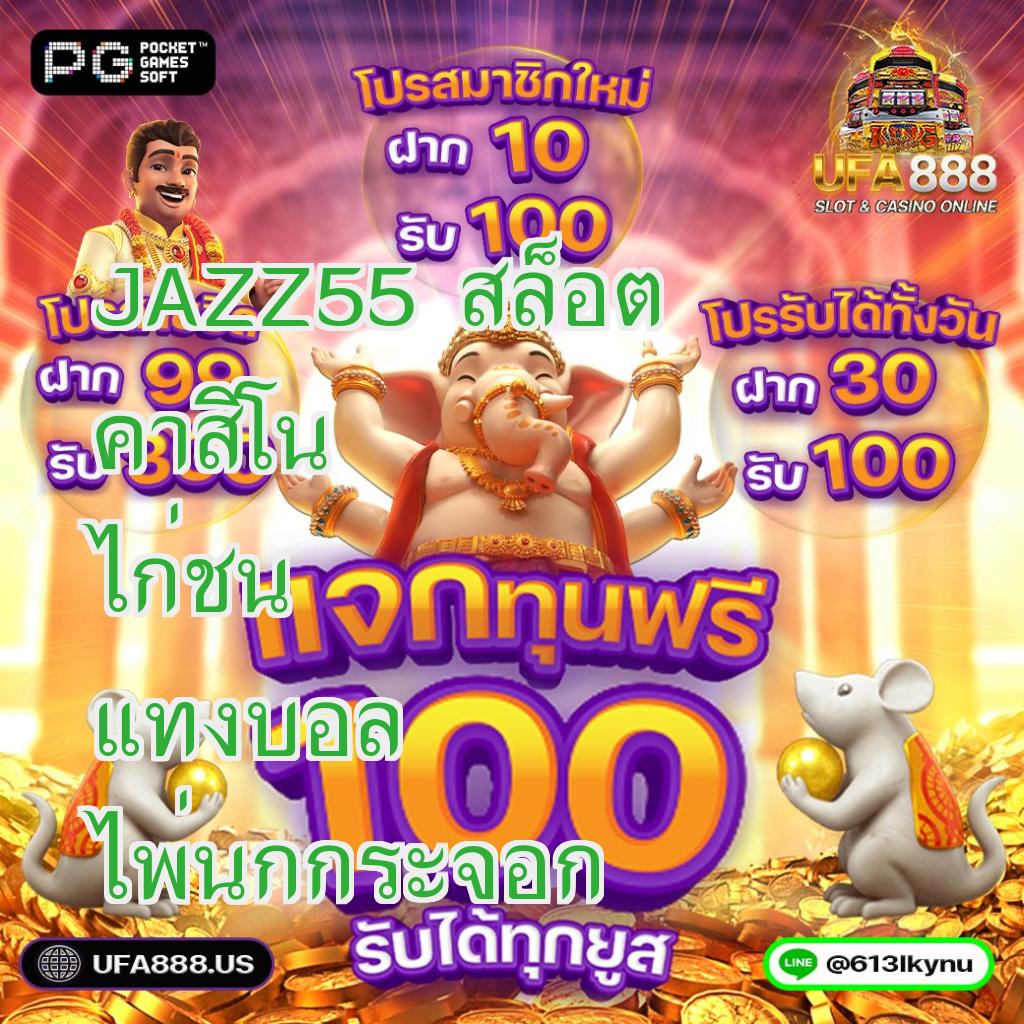 PG POCKET GAMES SOFT™
โปรสมาชิกใหม่
ฝาก 10
รับ 100
UFA888
SLOT & CASINO ONLINE
JAZZ55 สล็อต
ฝาก 99
รับ
โปรรับได้ทั้งวัน
ฝาก 30
รับ 100
คาสิโน
ไก่ชน
แจกทุนฟรี
100
แทงบอล
ไพ่นกกระจอก
รับได้ทุกยูส
UFA888.US
LINE @613lkynu